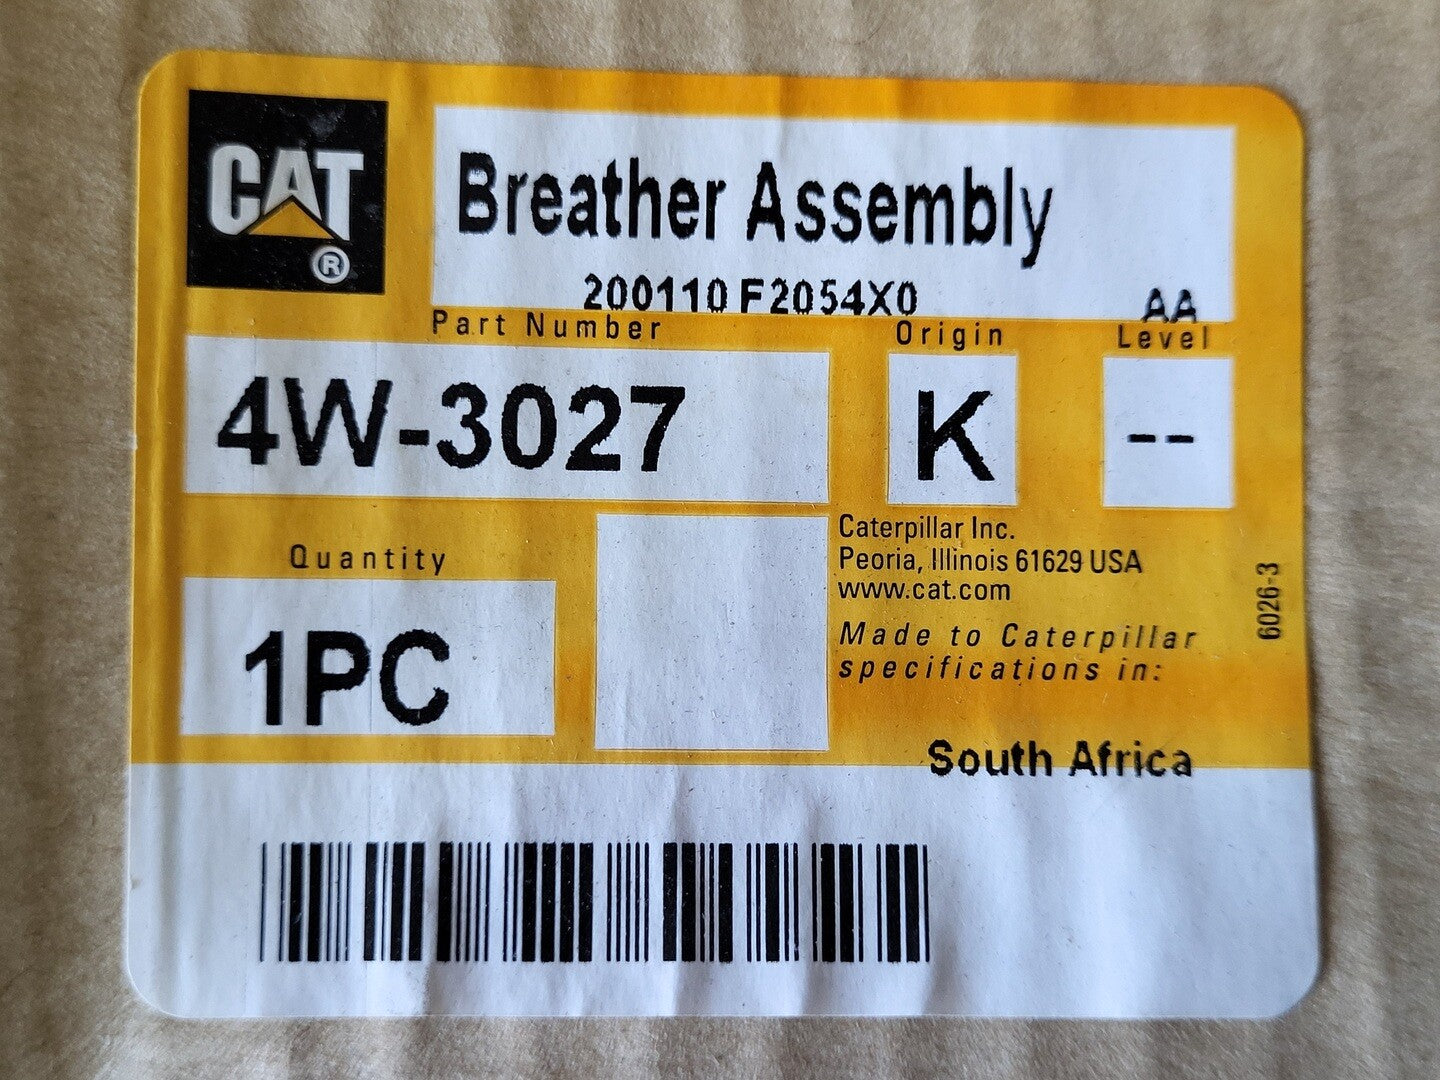 CAT
®
Breather Assembly
200110 F2054X0
AA
Part Number
Origin
Level
4W-3027
K
--
Quantity
1PC
Caterpillar Inc.
Peoria, Illinois 61629 USA
www.cat.com
Made to Caterpillar
specifications in:
6026-3
South Africa